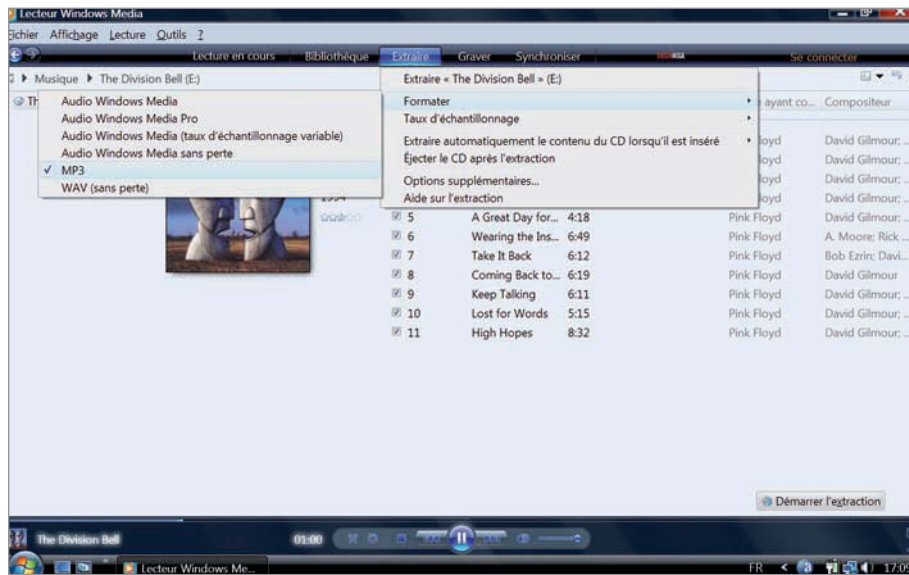 Lecteur Windows Media
Fichier Affichage Lecture Outils ?
Lecture en cours Bibliothèque Extraire Graver Synchroniser Se connecter
Musique The Division Bell (E:)
Extraire « The Division Bell » (E:)
Formater
Taux d'échantillonnage
Extraire automatiquement le contenu du CD lorsqu'il est inséré
Éjecter le CD après l'extraction
Options supplémentaires...
Aide sur l'extraction
Audio Windows Media
Audio Windows Media Pro
Audio Windows Media (taux d'échantillonnage variable)
Audio Windows Media sans perte
MP3
WAV (sans perte)
ayant co... Compositeur
David Gilmour; ...
David Gilmour; ...
David Gilmour; ...
David Gilmour; ...
1994
5 A Great Day for... 4:18 Pink Floyd David Gilmour; ...
6 Wearing the Ins... 6:49 Pink Floyd A. Moore; Rick ...
7 Take It Back 6:12 Pink Floyd Bob Ezrin; Davi...
8 Coming Back to... 6:19 Pink Floyd David Gilmour
9 Keep Talking 6:11 Pink Floyd David Gilmour; ...
10 Lost for Words 5:15 Pink Floyd David Gilmour; ...
11 High Hopes 8:32 Pink Floyd David Gilmour; ...
Démarrer l'extraction
The Division Bell 01:00
Lecteur Windows Me... FR 17:09